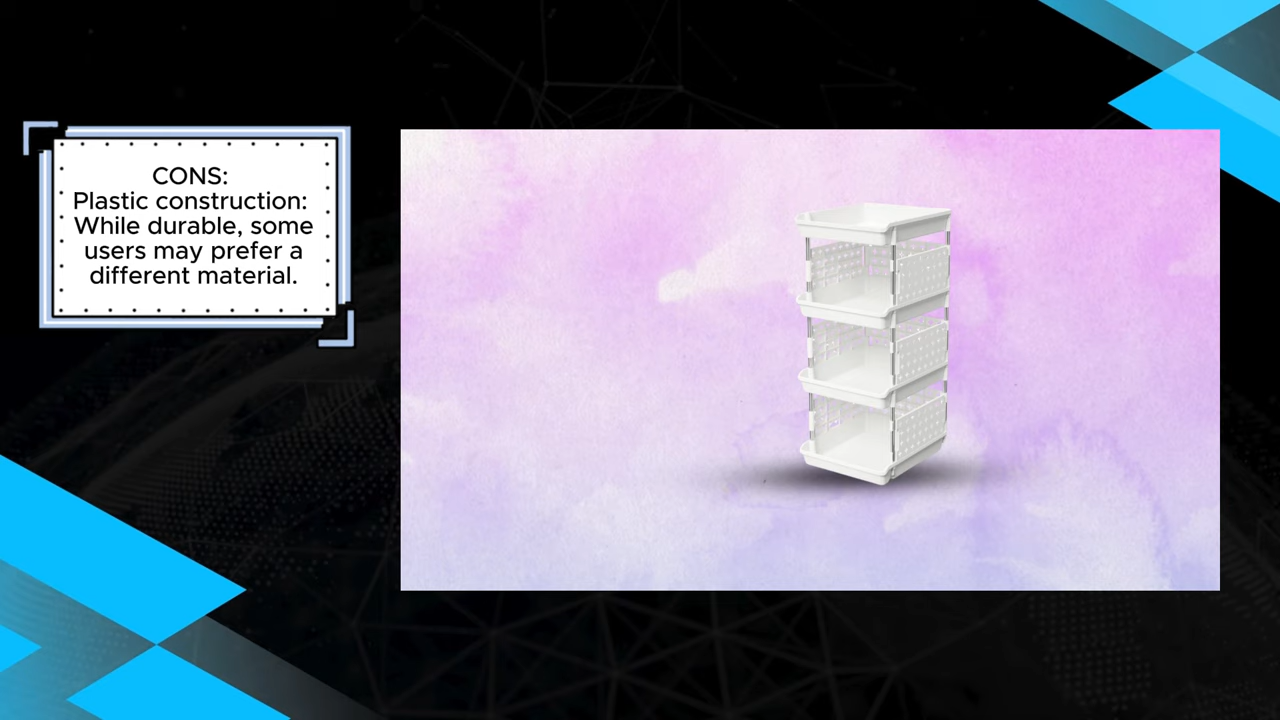 CONS:
Plastic construction:
While durable, some
users may prefer a
different material.